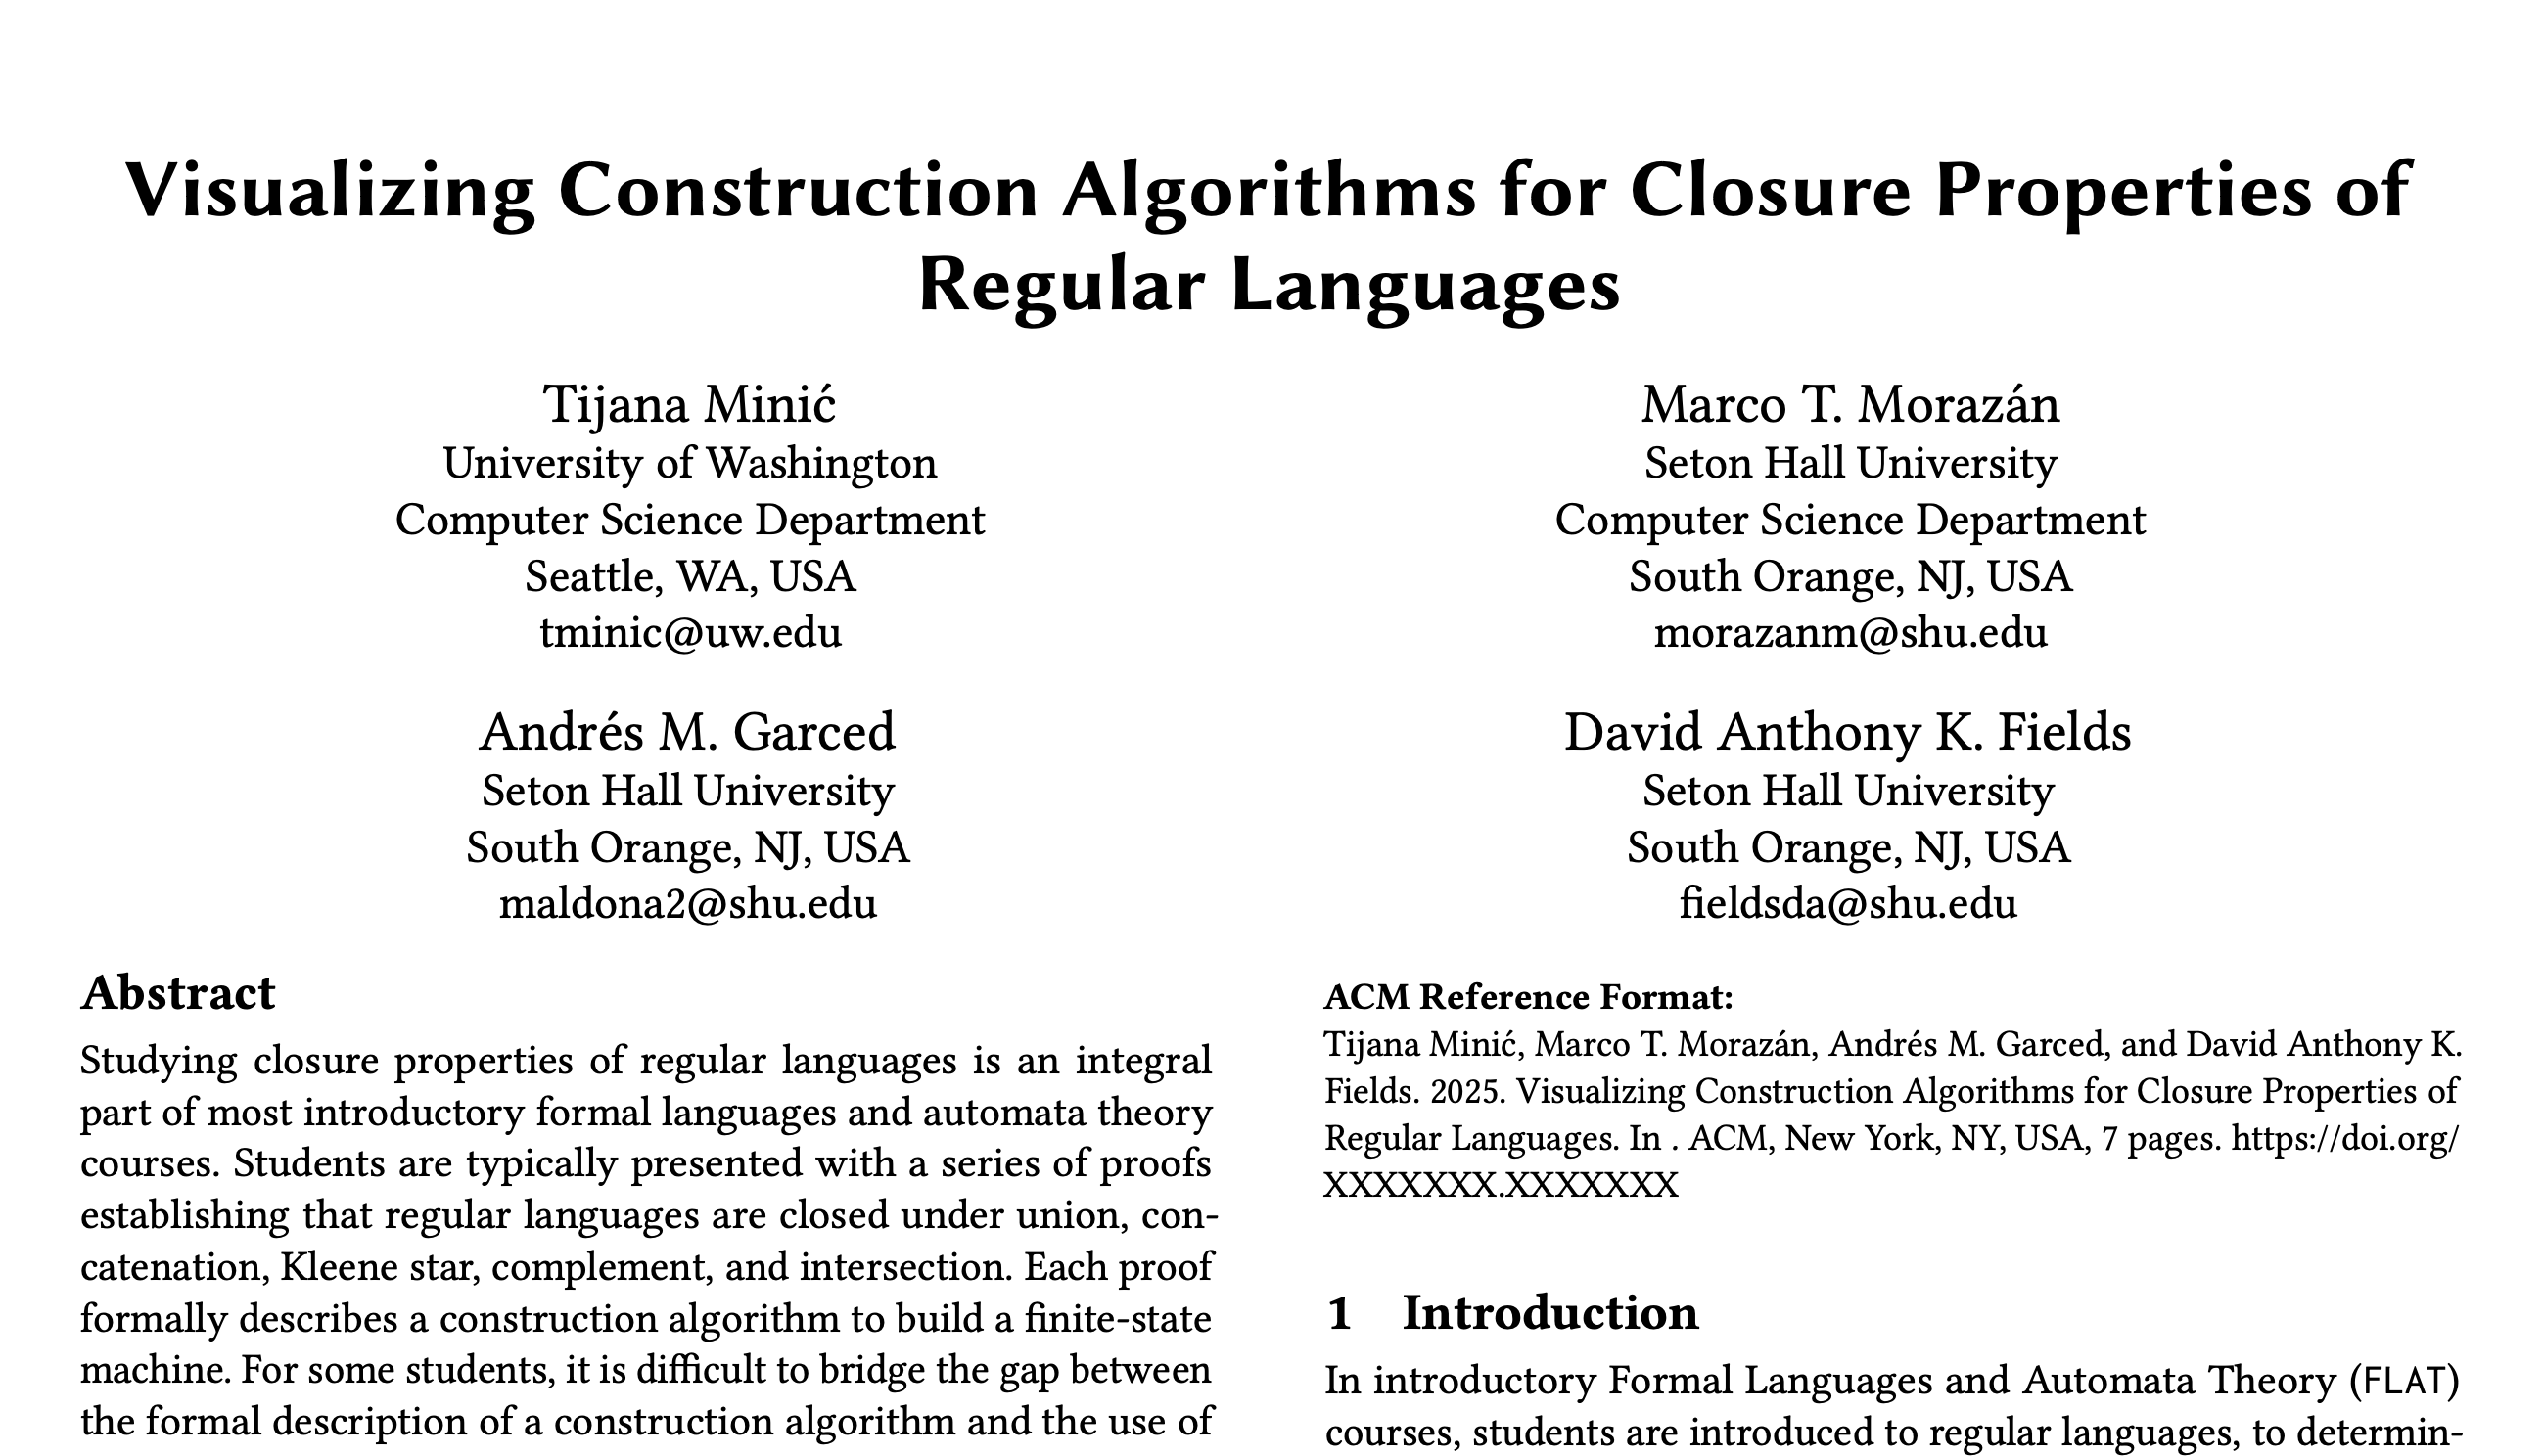 Visualizing Construction Algorithms for Closure Properties of
Regular Languages
Tijana Minić
University of Washington
Computer Science Department
Seattle, WA, USA
tminic@uw.edu
Marco T. Morazán
Seton Hall University
Computer Science Department
South Orange, NJ, USA
morazanm@shu.edu
Andrés M. Garced
Seton Hall University
South Orange, NJ, USA
maldona2@shu.edu
David Anthony K. Fields
Seton Hall University
South Orange, NJ, USA
fieldsda@shu.edu
Abstract
Studying closure properties of regular languages is an integral
part of most introductory formal languages and automata theory
courses. Students are typically presented with a series of proofs
establishing that regular languages are closed under union, con-
catenation, Kleene star, complement, and intersection. Each proof
formally describes a construction algorithm to build a finite-state
machine. For some students, it is difficult to bridge the gap between
the formal description of a construction algorithm and the use of
ACM Reference Format:
Tijana Minić, Marco T. Morazán, Andrés M. Garced, and David Anthony K.
Fields. 2025. Visualizing Construction Algorithms for Closure Properties of
Regular Languages. In . ACM, New York, NY, USA, 7 pages. https://doi.org/
XXXXXXX.XXXXXXX
1 Introduction
In introductory Formal Languages and Automata Theory (FLAT)
courses, students are introduced to regular languages, to determin-